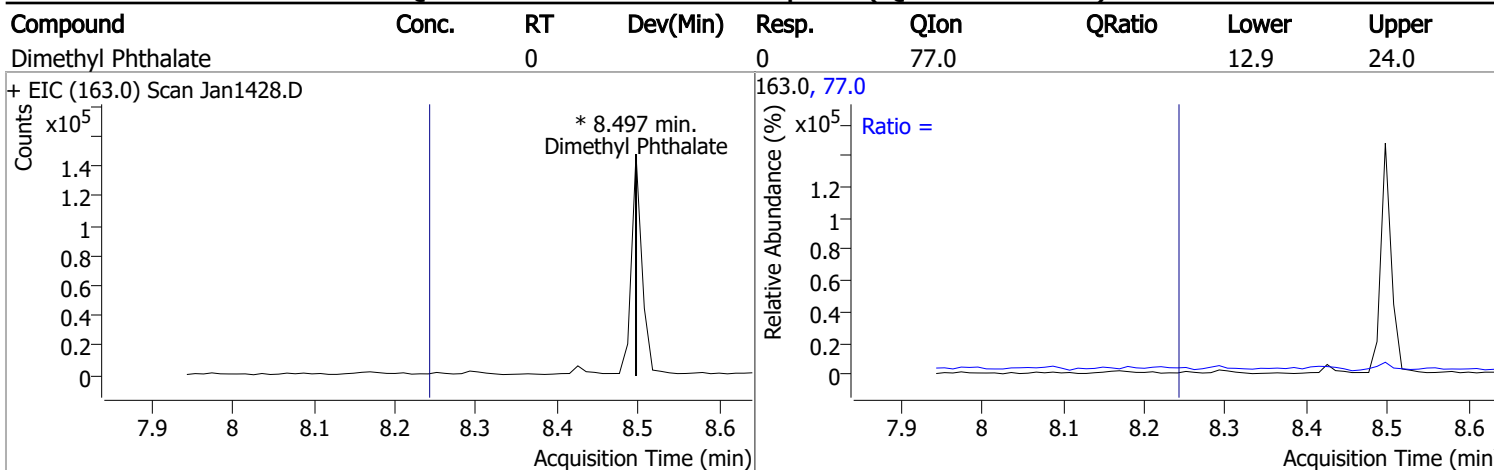 Compound Conc. RT Dev(Min) Resp. QIon QRatio Lower Upper
Dimethyl Phthalate 0 0 77.0 12.9 24.0
+ EIC (163.0) Scan Jan1428.D
Counts
x10⁵
* 8.497 min.
Dimethyl Phthalate
1.4
1.2
1
0.8
0.6
0.4
0.2
0
7.9 8 8.1 8.2 8.3 8.4 8.5 8.6
Acquisition Time (min)
163.0, 77.0
Relative Abundance (%)
x10⁵
Ratio =
1.2
1
0.8
0.6
0.4
0.2
0
7.9 8 8.1 8.2 8.3 8.4 8.5 8.6
Acquisition Time (min